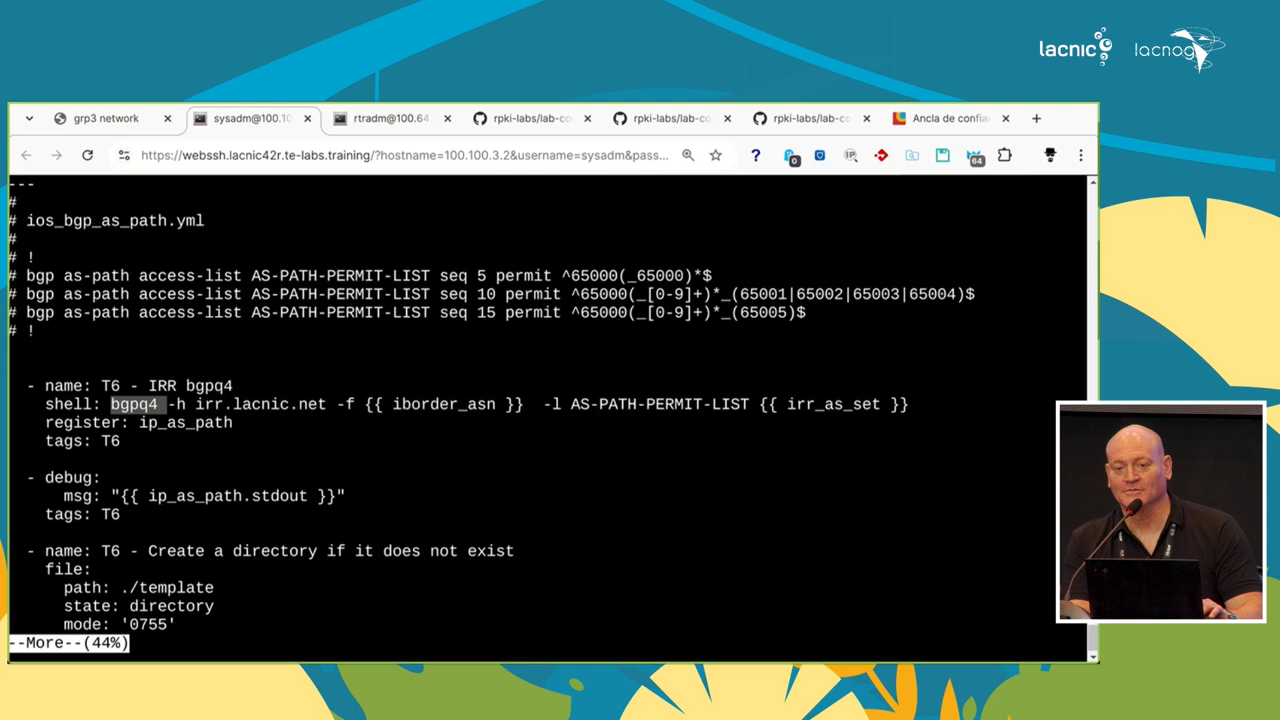 lacnic
lacnog
grp3 network
sysadm@100.10
rtradm@100.64.
rpki-labs/lab-co
rpki-labs/lab-co
rpki-labs/lab-co
Ancla de confia
https://webssh.lacnic42r.te-labs.training/?hostname=100.100.3.2&username=sysadm&pass...
?
0
IP
64
---
#
# ios_bgp_as_path.yml
#
# !
# bgp as-path access-list AS-PATH-PERMIT-LIST seq 5 permit ^65000(_65000)*$
# bgp as-path access-list AS-PATH-PERMIT-LIST seq 10 permit ^65000(_[0-9]+)*_(65001|65002|65003|65004)$
# bgp as-path access-list AS-PATH-PERMIT-LIST seq 15 permit ^65000(_[0-9]+)*_(65005)$
# !
- name: T6 - IRR bgpq4
shell: bgpq4 -h irr.lacnic.net -f {{ iborder_asn }}  -l AS-PATH-PERMIT-LIST {{ irr_as_set }}
register: ip_as_path
tags: T6
- debug:
msg: "{{ ip_as_path.stdout }}"
tags: T6
- name: T6 - Create a directory if it does not exist
file:
path: ./template
state: directory
mode: '0755'
--More--(44%)